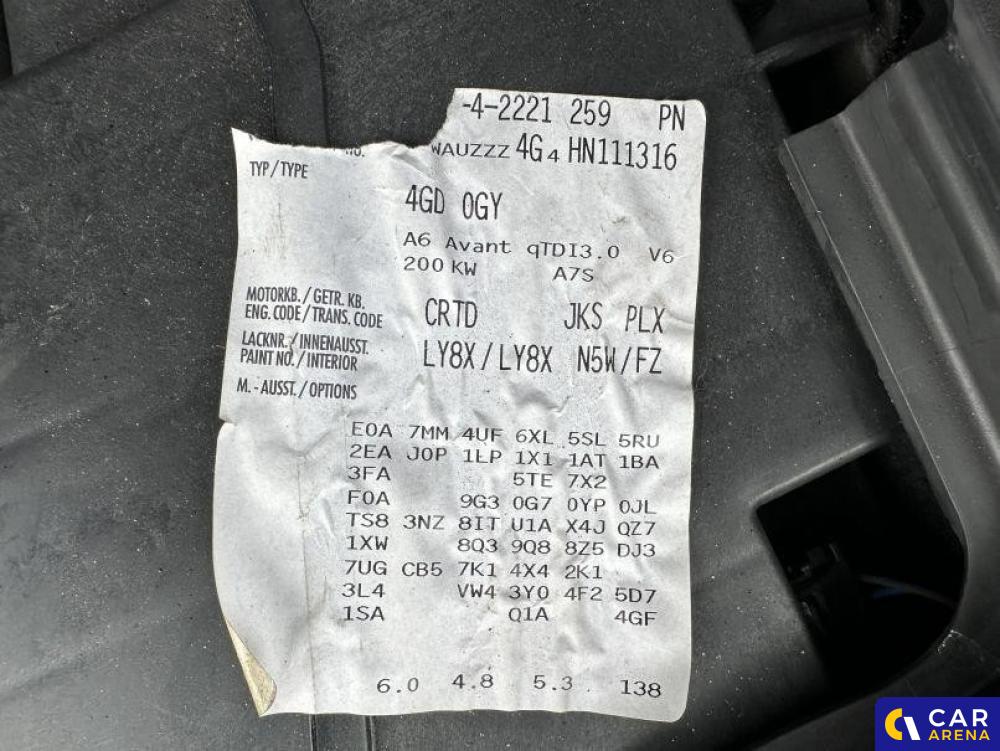 -4-2221 259 PN
WAUZZZ 4G4 HN111316
TYP/TYPE
4GD 0GY
A6 Avant qTDI3.0 V6
200 KW A7S
MOTORKB./GETR. KB.
ENG. CODE/TRANS. CODE CRTD JKS PLX
LACKNR./INNENAUSST.
PAINT NO./INTERIOR LY8X/LY8X N5W/FZ
M.-AUSST./OPTIONS
E0A 7MM 4UF 6XL 5SL 5RU
2EA J0P 1LP 1X1 1AT 1BA
3FA 5TE 7X2
F0A 9G3 0G7 0YP 0JL
TS8 3NZ 8IT U1A X4J QZ7
1XW 8Q3 9Q8 8Z5 DJ3
7UG CB5 7K1 4X4 2K1
3L4 VW4 3Y0 4F2 5D7
1SA Q1A 4GF
6.0 4.8 5.3 138
CAR
ARENA